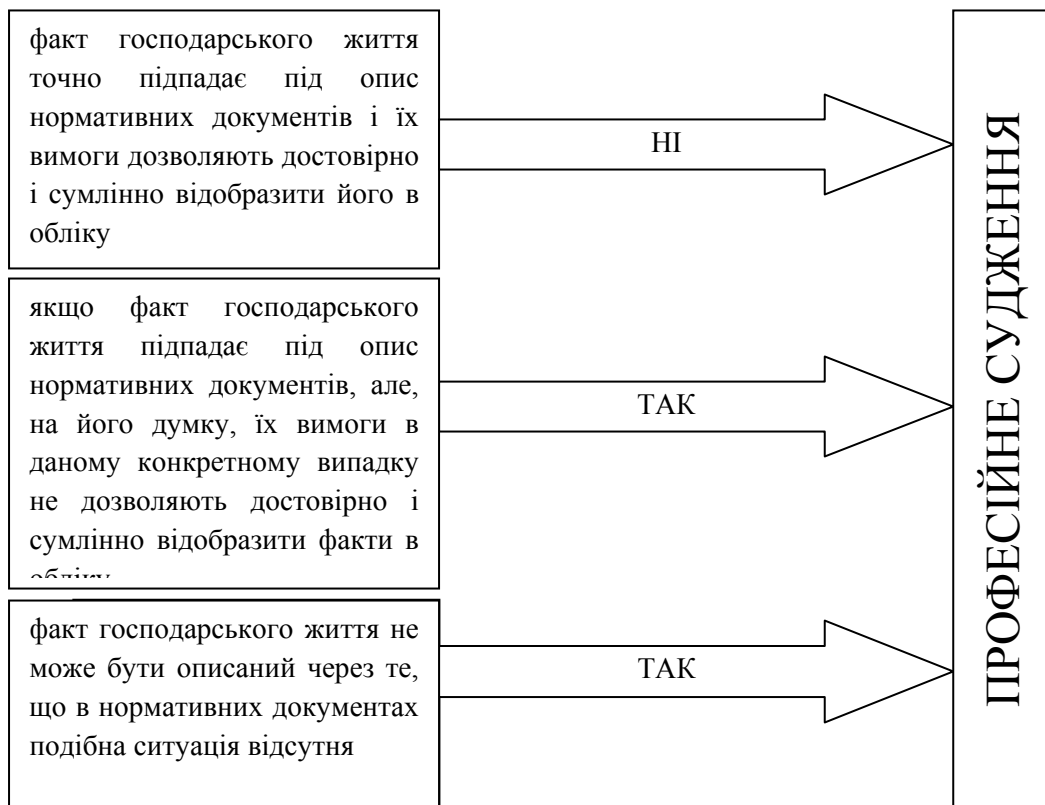 факт господарського життя
точно підпадає під опис
нормативних документів і їх
вимоги дозволяють достовірно
і сумлінно відобразити його в
обліку
НІ
якщо факт господарського
життя підпадає під опис
нормативних документів, але,
на його думку, їх вимоги в
даному конкретному випадку
не дозволяють достовірно і
сумлінно відобразити факти в
обліку
ТАК
факт господарського життя не
може бути описаний через те,
що в нормативних документах
подібна ситуація відсутня
ТАК
ПРОФЕСІЙНЕ СУДЖЕННЯ